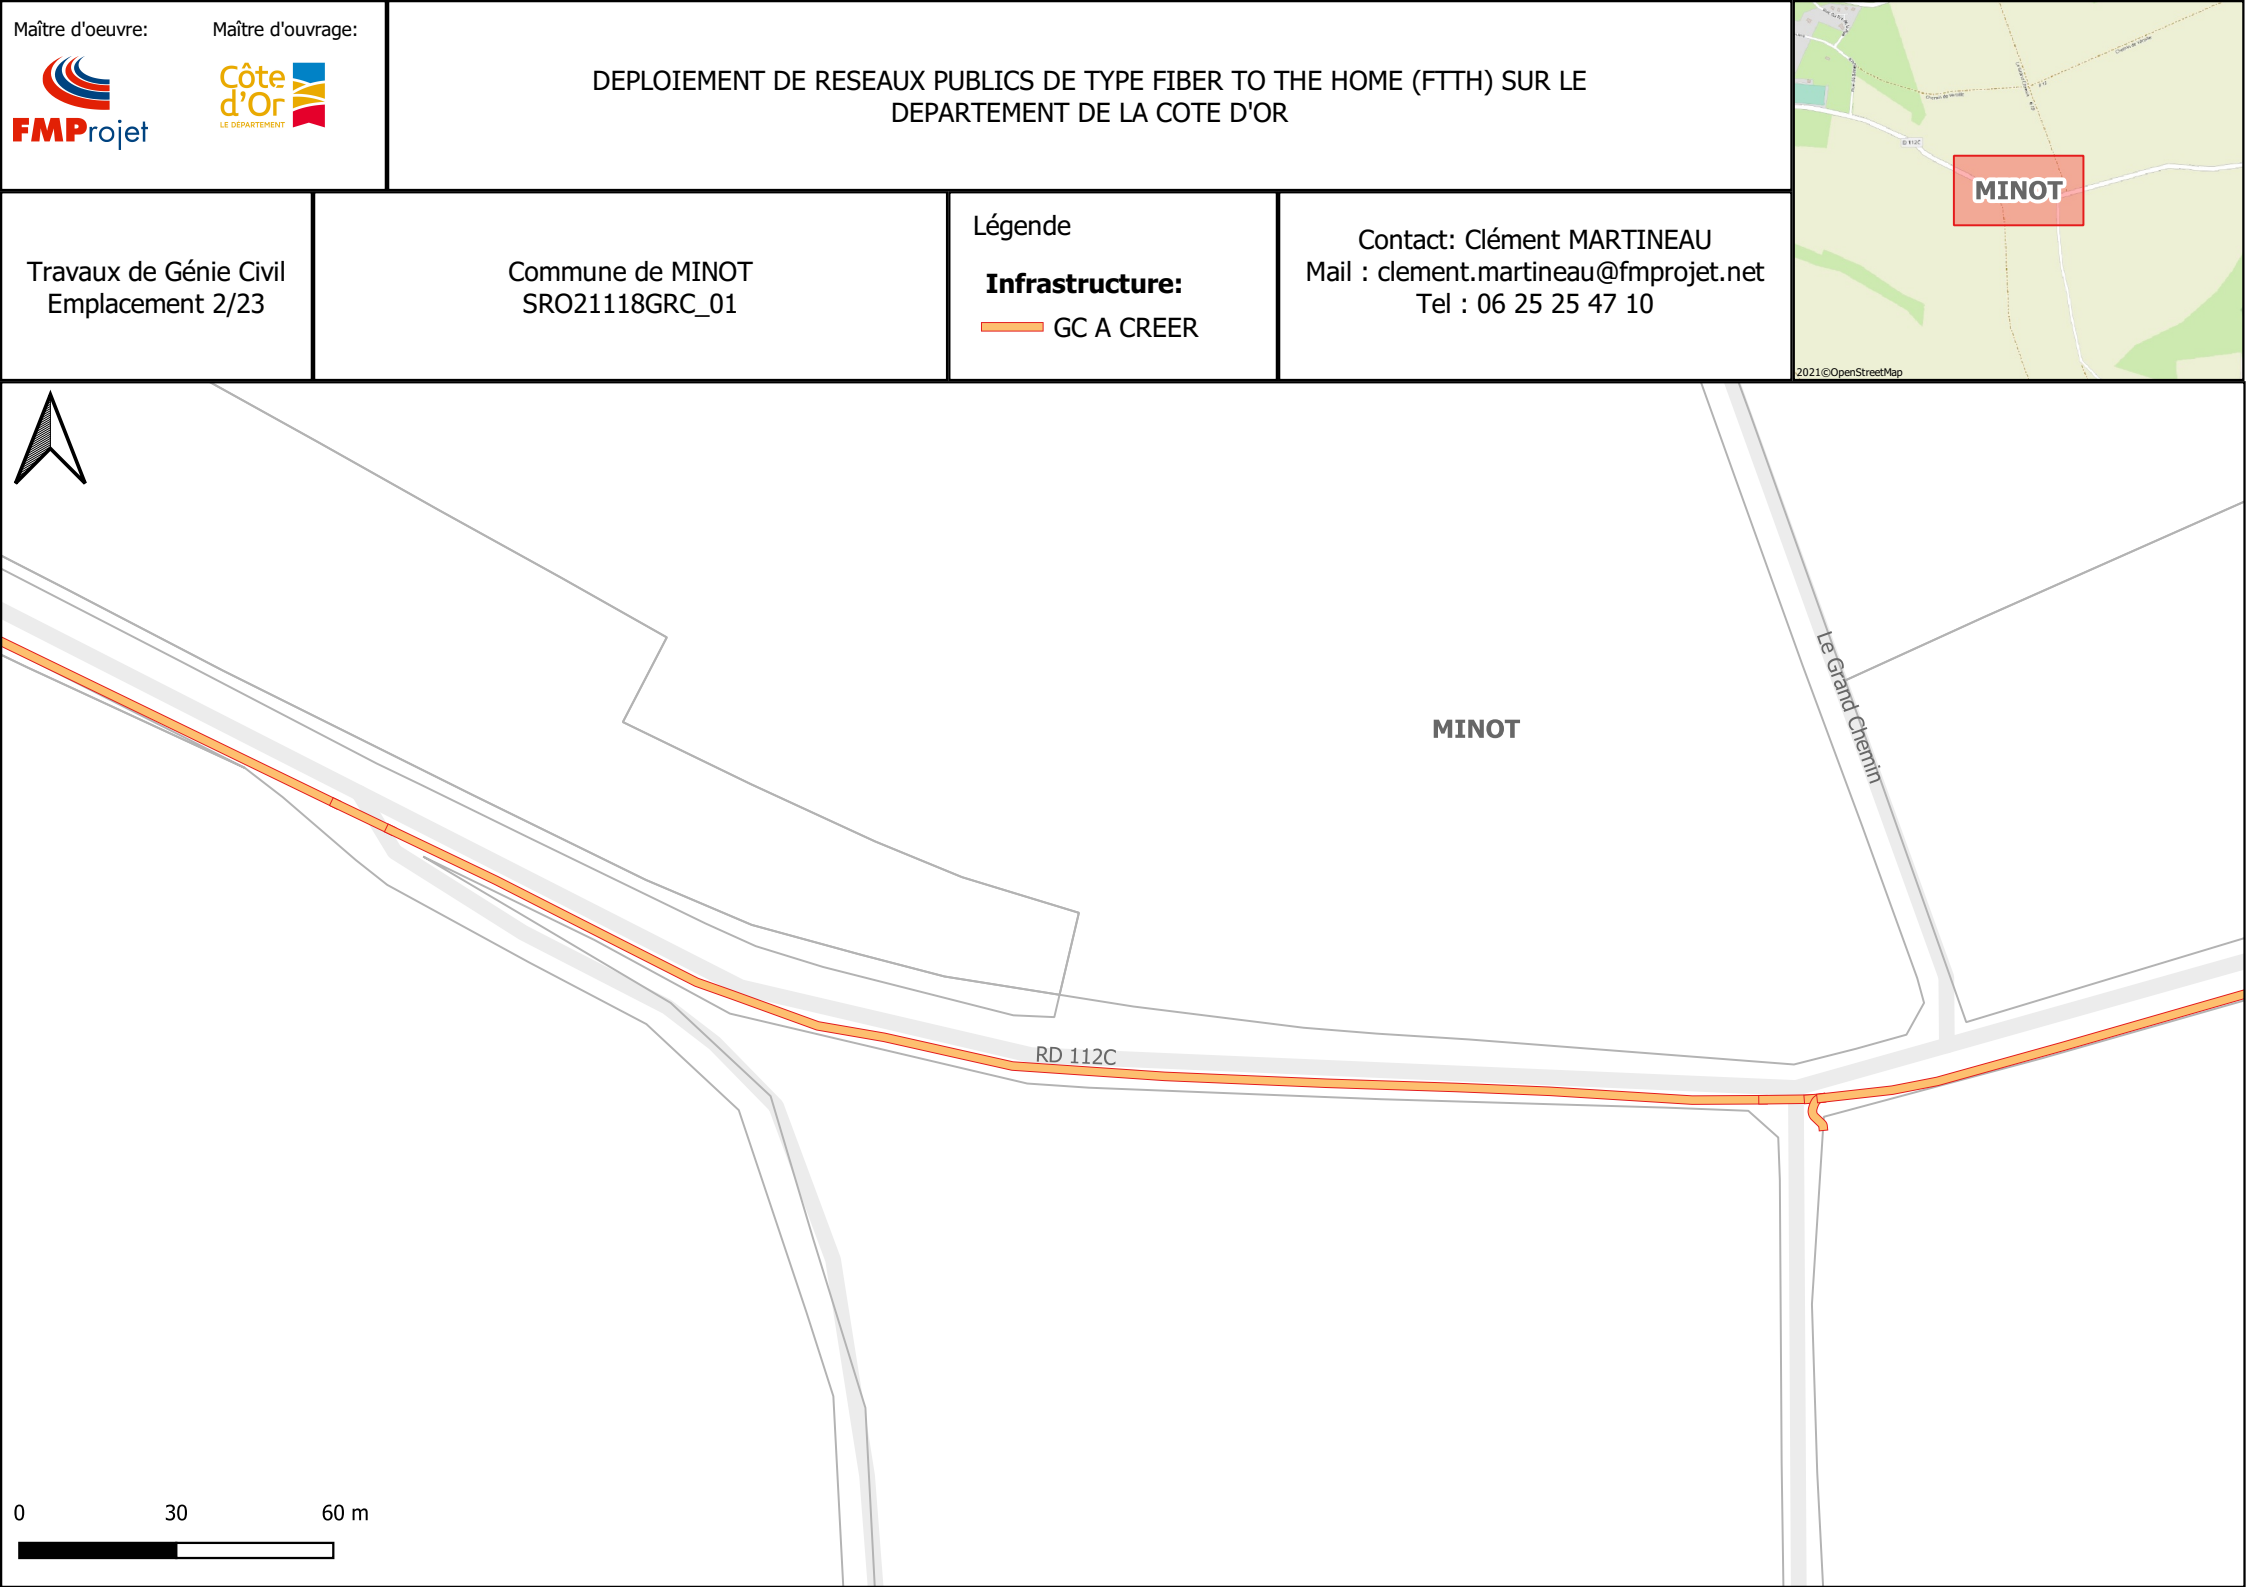 Maître d'oeuvre:
Maître d'ouvrage:
FMProjet
Côte
d'Or
LE DÉPARTEMENT
DEPLOIEMENT DE RESEAUX PUBLICS DE TYPE FIBER TO THE HOME (FTTH) SUR LE
DEPARTEMENT DE LA COTE D'OR
D 112C
MINOT
2021©OpenStreetMap
Travaux de Génie Civil
Emplacement 2/23
Commune de MINOT
SRO21118GRC_01
Légende
Infrastructure:
GC A CREER
Contact: Clément MARTINEAU
Mail : clement.martineau@fmprojet.net
Tel : 06 25 25 47 10
Le Grand Chemin
MINOT
RD 112C
0 30 60 m